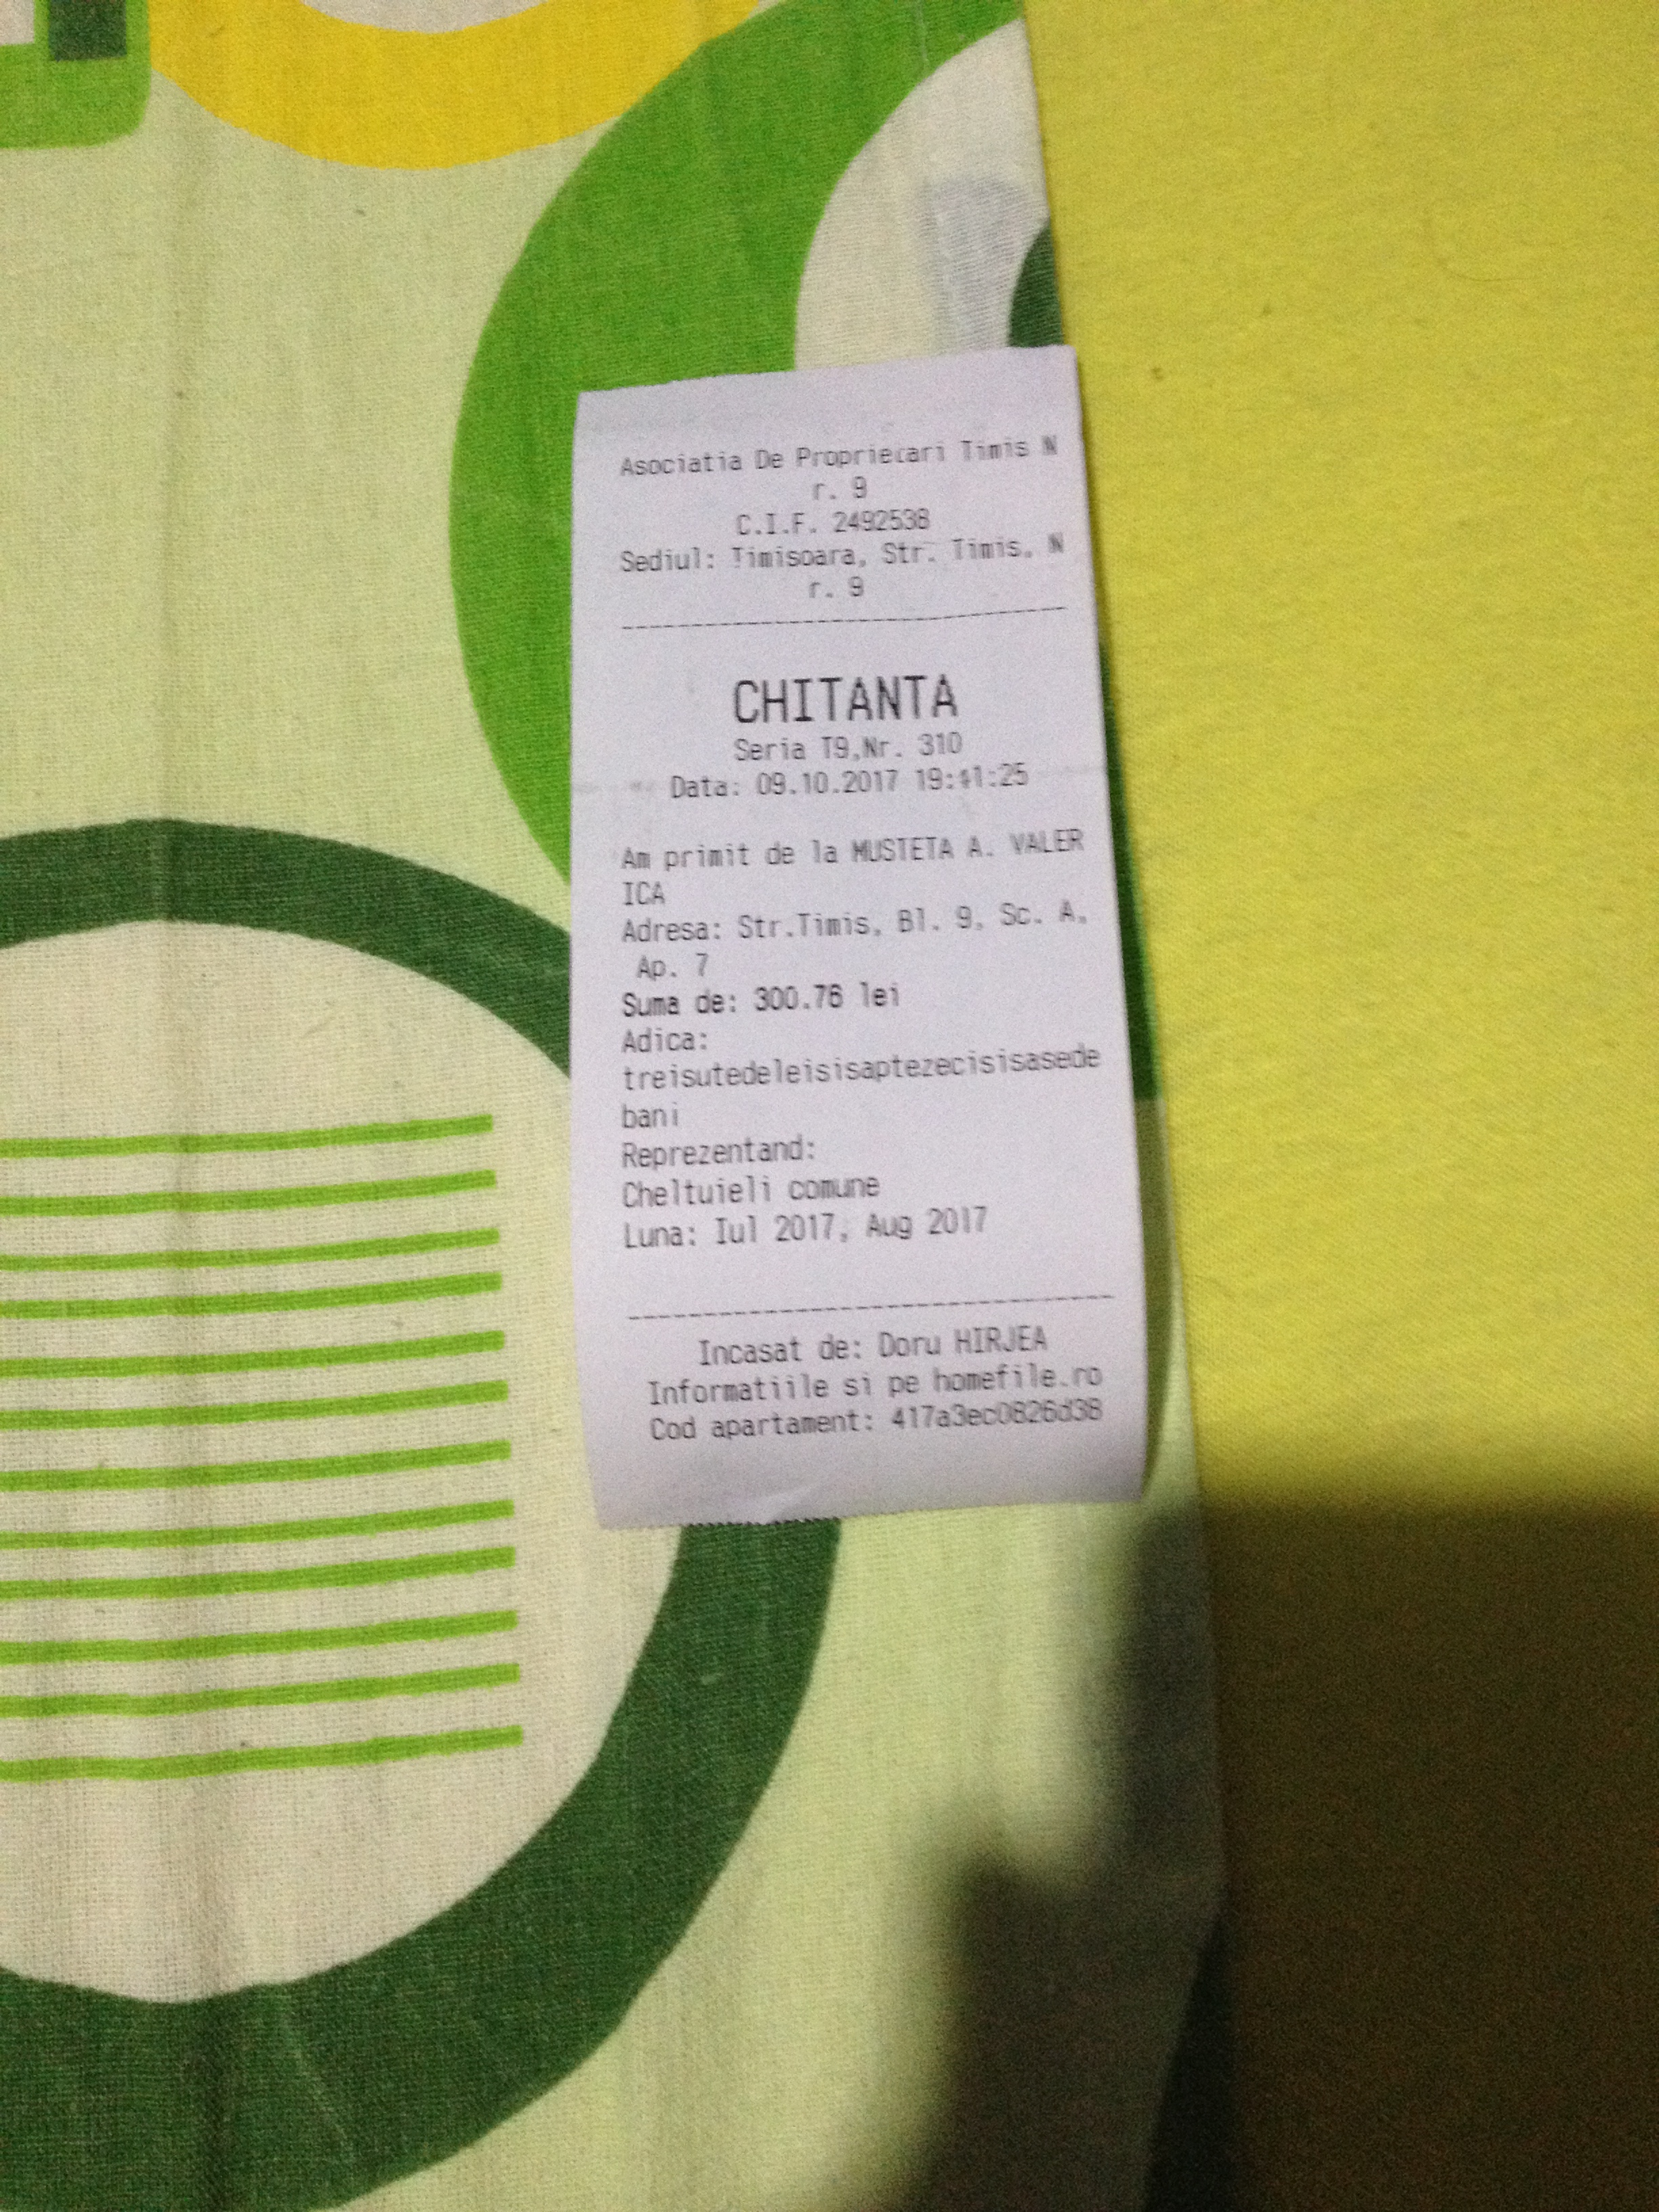 Asociatia De Proprietari Timis N
r. 9
C.I.F. 2492538
Sediul: Timisoara, Str. Timis, N
r. 9
CHITANTA
Seria T9,Nr. 310
Data: 09.10.2017 19:41:25
Am primit de la MUSTETA A. VALER
ICA
Adresa: Str.Timis, Bl. 9, Sc. A,
Ap. 7
Suma de: 300.76 lei
Adica:
treisutedeleisisaptezecisisasede
bani
Reprezentand:
Cheltuieli comune
Luna: Iul 2017, Aug 2017
Incasat de: Doru HIRJEA
Informatiile si pe homefile.ro
Cod apartament: 417a3ec0826d38